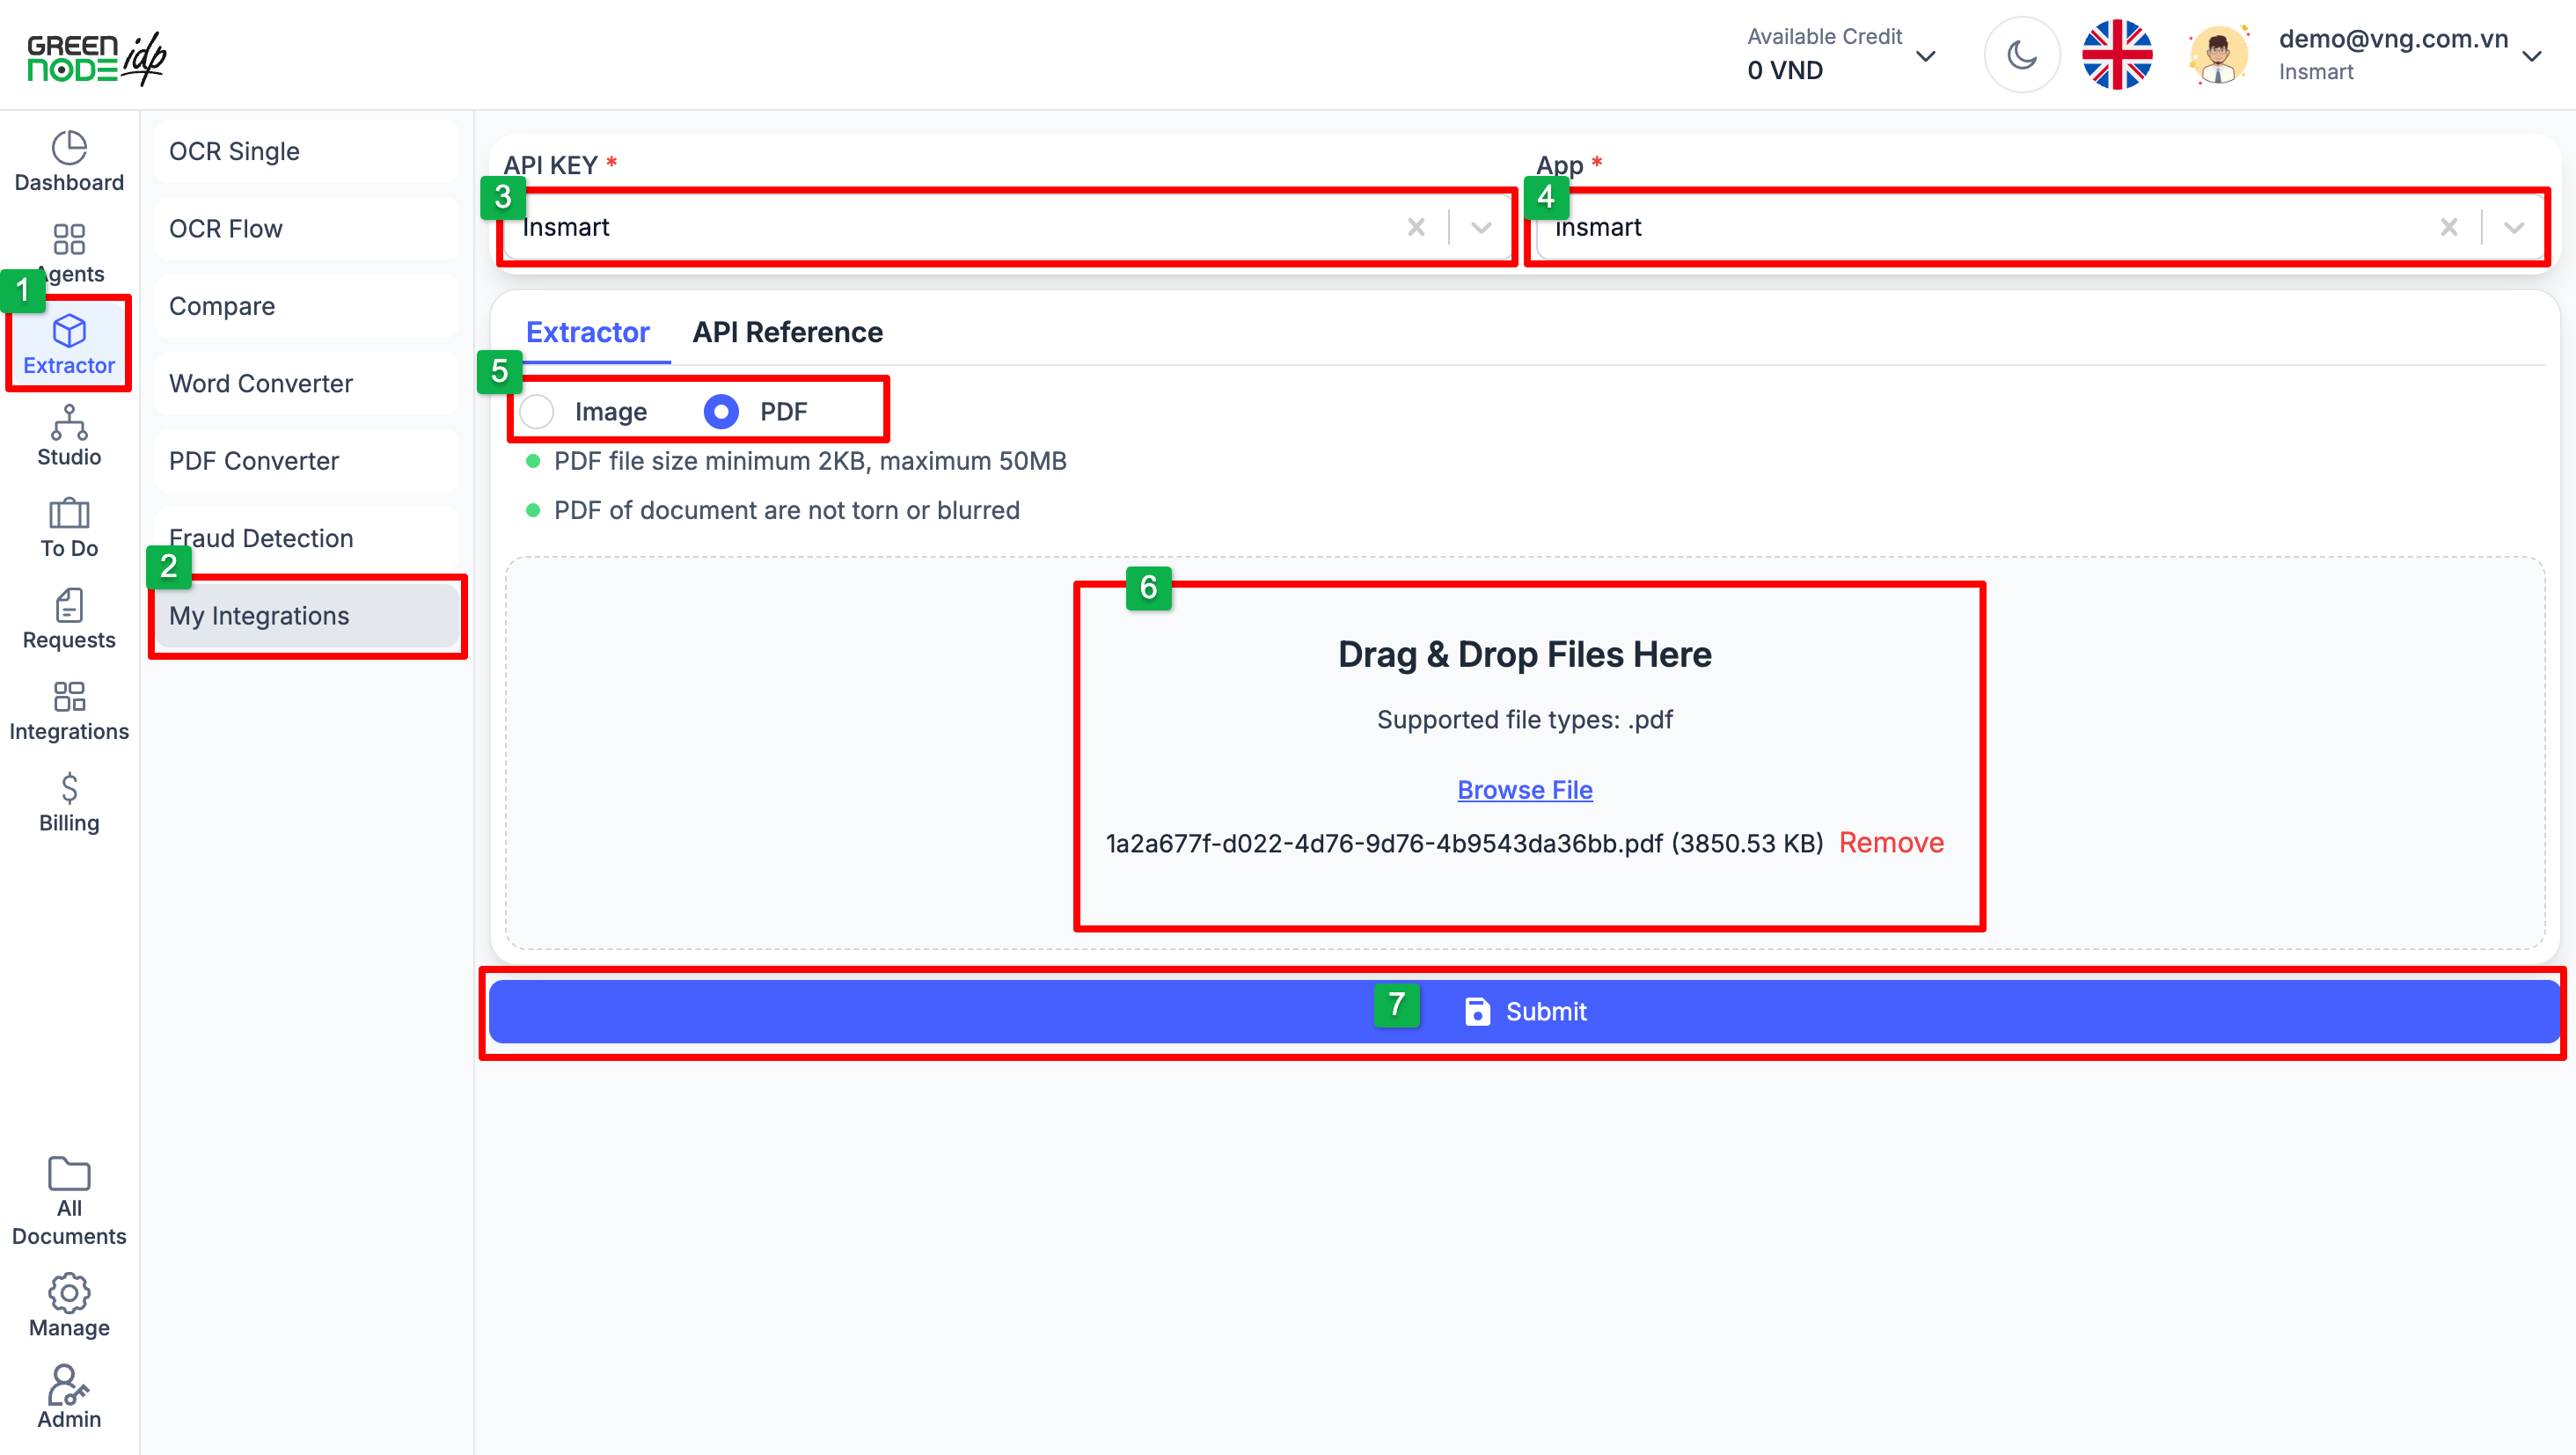 GREEN
NODE idp
Available Credit
0 VND
demo@vng.com.vn
Insmart
Dashboard
Agents
1
Extractor
Studio
To Do
Requests
Integrations
Billing
All
Documents
Manage
Admin
OCR Single
OCR Flow
Compare
Word Converter
PDF Converter
Fraud Detection
2
My Integrations
API KEY *
3
Insmart
App *
4
insmart
Extractor API Reference
5
Image PDF
PDF file size minimum 2KB, maximum 50MB
PDF of document are not torn or blurred
6
Drag & Drop Files Here
Supported file types: .pdf
Browse File
1a2a677f-d022-4d76-9d76-4b9543da36bb.pdf (3850.53 KB) Remove
7 Submit